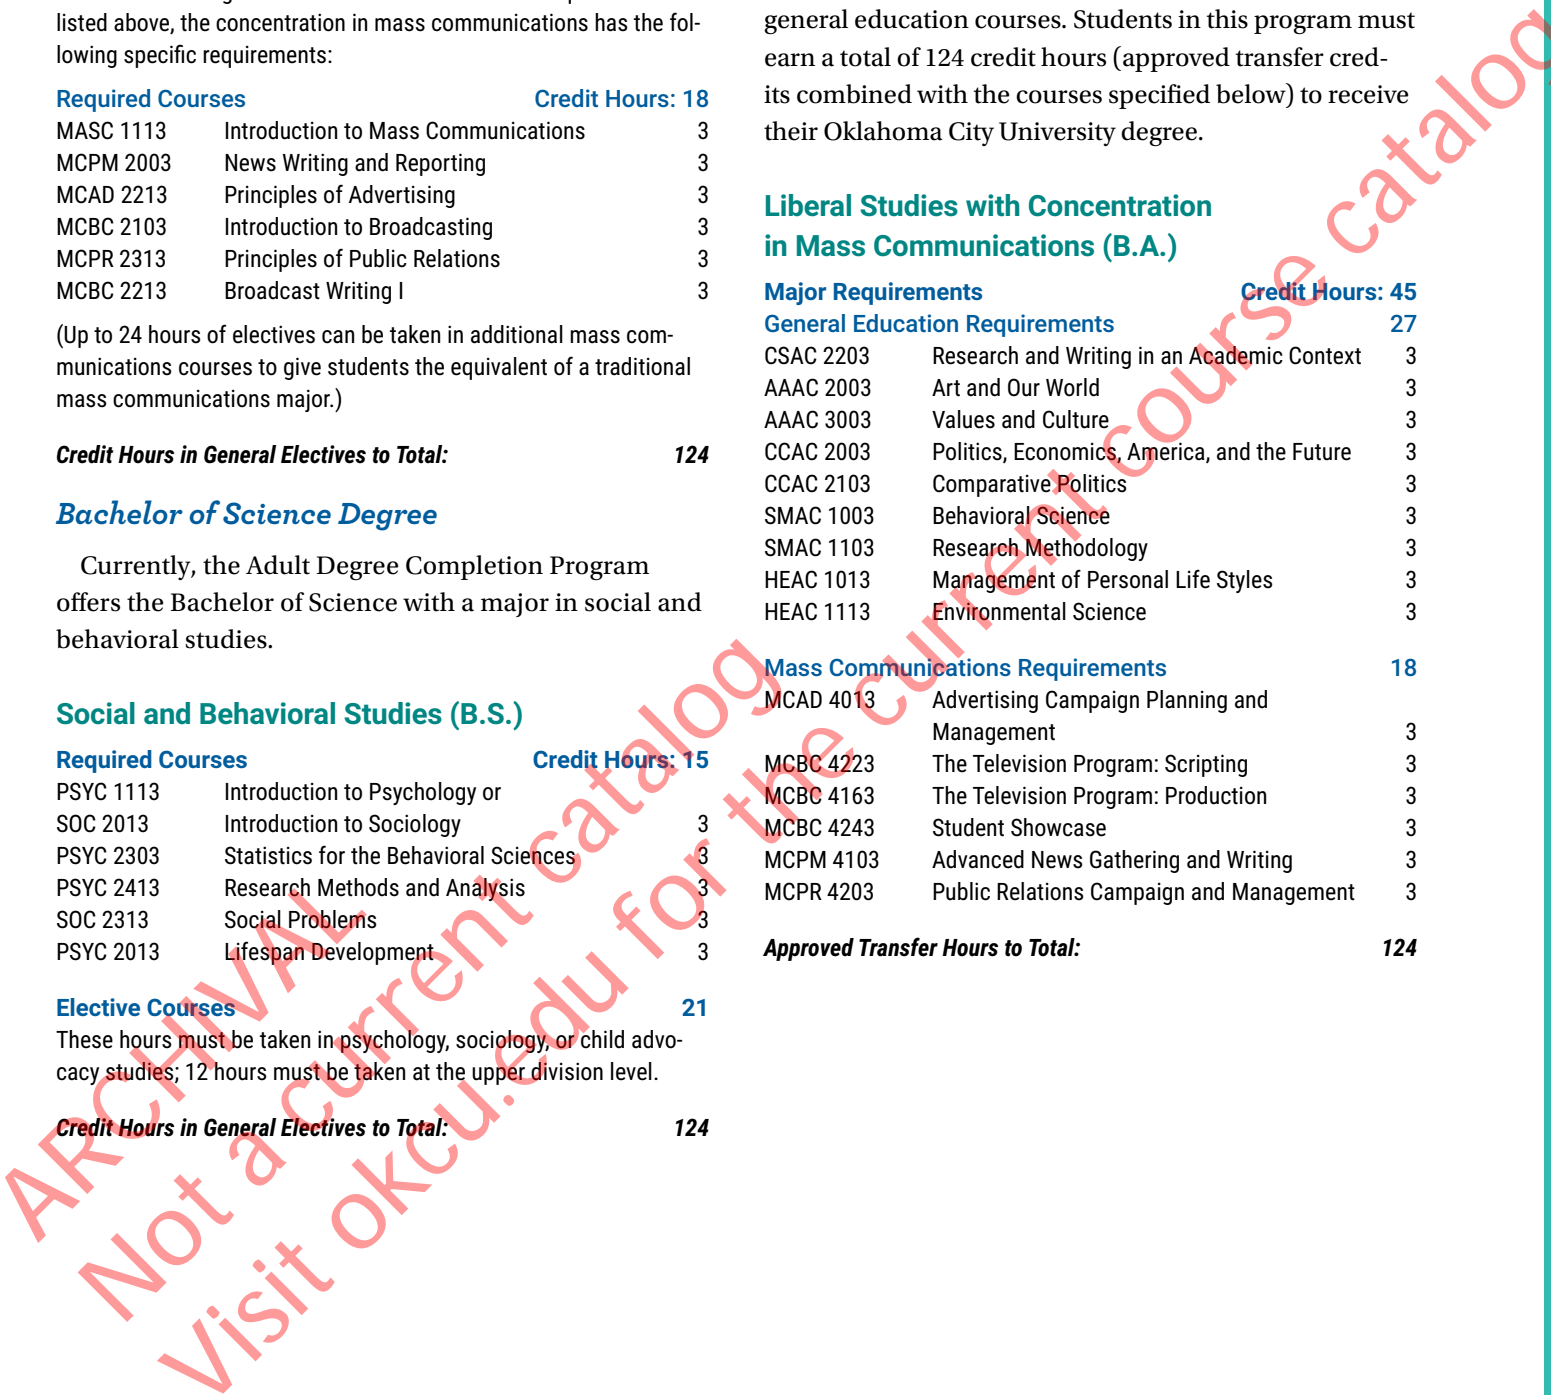 listed above, the concentration in mass communications has the fol-
lowing specific requirements:
Required Courses Credit Hours: 18
MASC 1113 Introduction to Mass Communications 3
MCPM 2003 News Writing and Reporting 3
MCAD 2213 Principles of Advertising 3
MCBC 2103 Introduction to Broadcasting 3
MCPR 2313 Principles of Public Relations 3
MCBC 2213 Broadcast Writing I 3
(Up to 24 hours of electives can be taken in additional mass com-
munications courses to give students the equivalent of a traditional
mass communications major.)
Credit Hours in General Electives to Total: 124
Bachelor of Science Degree
Currently, the Adult Degree Completion Program
offers the Bachelor of Science with a major in social and
behavioral studies.
Social and Behavioral Studies (B.S.)
Required Courses Credit Hours: 15
PSYC 1113 Introduction to Psychology or
SOC 2013 Introduction to Sociology 3
PSYC 2303 Statistics for the Behavioral Sciences 3
PSYC 2413 Research Methods and Analysis 3
SOC 2313 Social Problems 3
PSYC 2013 Lifespan Development 3
Elective Courses 21
These hours must be taken in psychology, sociology, or child advo-
cacy studies; 12 hours must be taken at the upper division level.
Credit Hours in General Electives to Total: 124
general education courses. Students in this program must
earn a total of 124 credit hours (approved transfer cred-
its combined with the courses specified below) to receive
their Oklahoma City University degree.
Liberal Studies with Concentration
in Mass Communications (B.A.)
Major Requirements Credit Hours: 45
General Education Requirements 27
CSAC 2203 Research and Writing in an Academic Context 3
AAAC 2003 Art and Our World 3
AAAC 3003 Values and Culture 3
CCAC 2003 Politics, Economics, America, and the Future 3
CCAC 2103 Comparative Politics 3
SMAC 1003 Behavioral Science 3
SMAC 1103 Research Methodology 3
HEAC 1013 Management of Personal Life Styles 3
HEAC 1113 Environmental Science 3
Mass Communications Requirements 18
MCAD 4013 Advertising Campaign Planning and
Management 3
MCBC 4223 The Television Program: Scripting 3
MCBC 4163 The Television Program: Production 3
MCBC 4243 Student Showcase 3
MCPM 4103 Advanced News Gathering and Writing 3
MCPR 4203 Public Relations Campaign and Management 3
Approved Transfer Hours to Total: 124
ARCHIVAL
Not a current catalog
Visit okcu.edu for the current course catalog